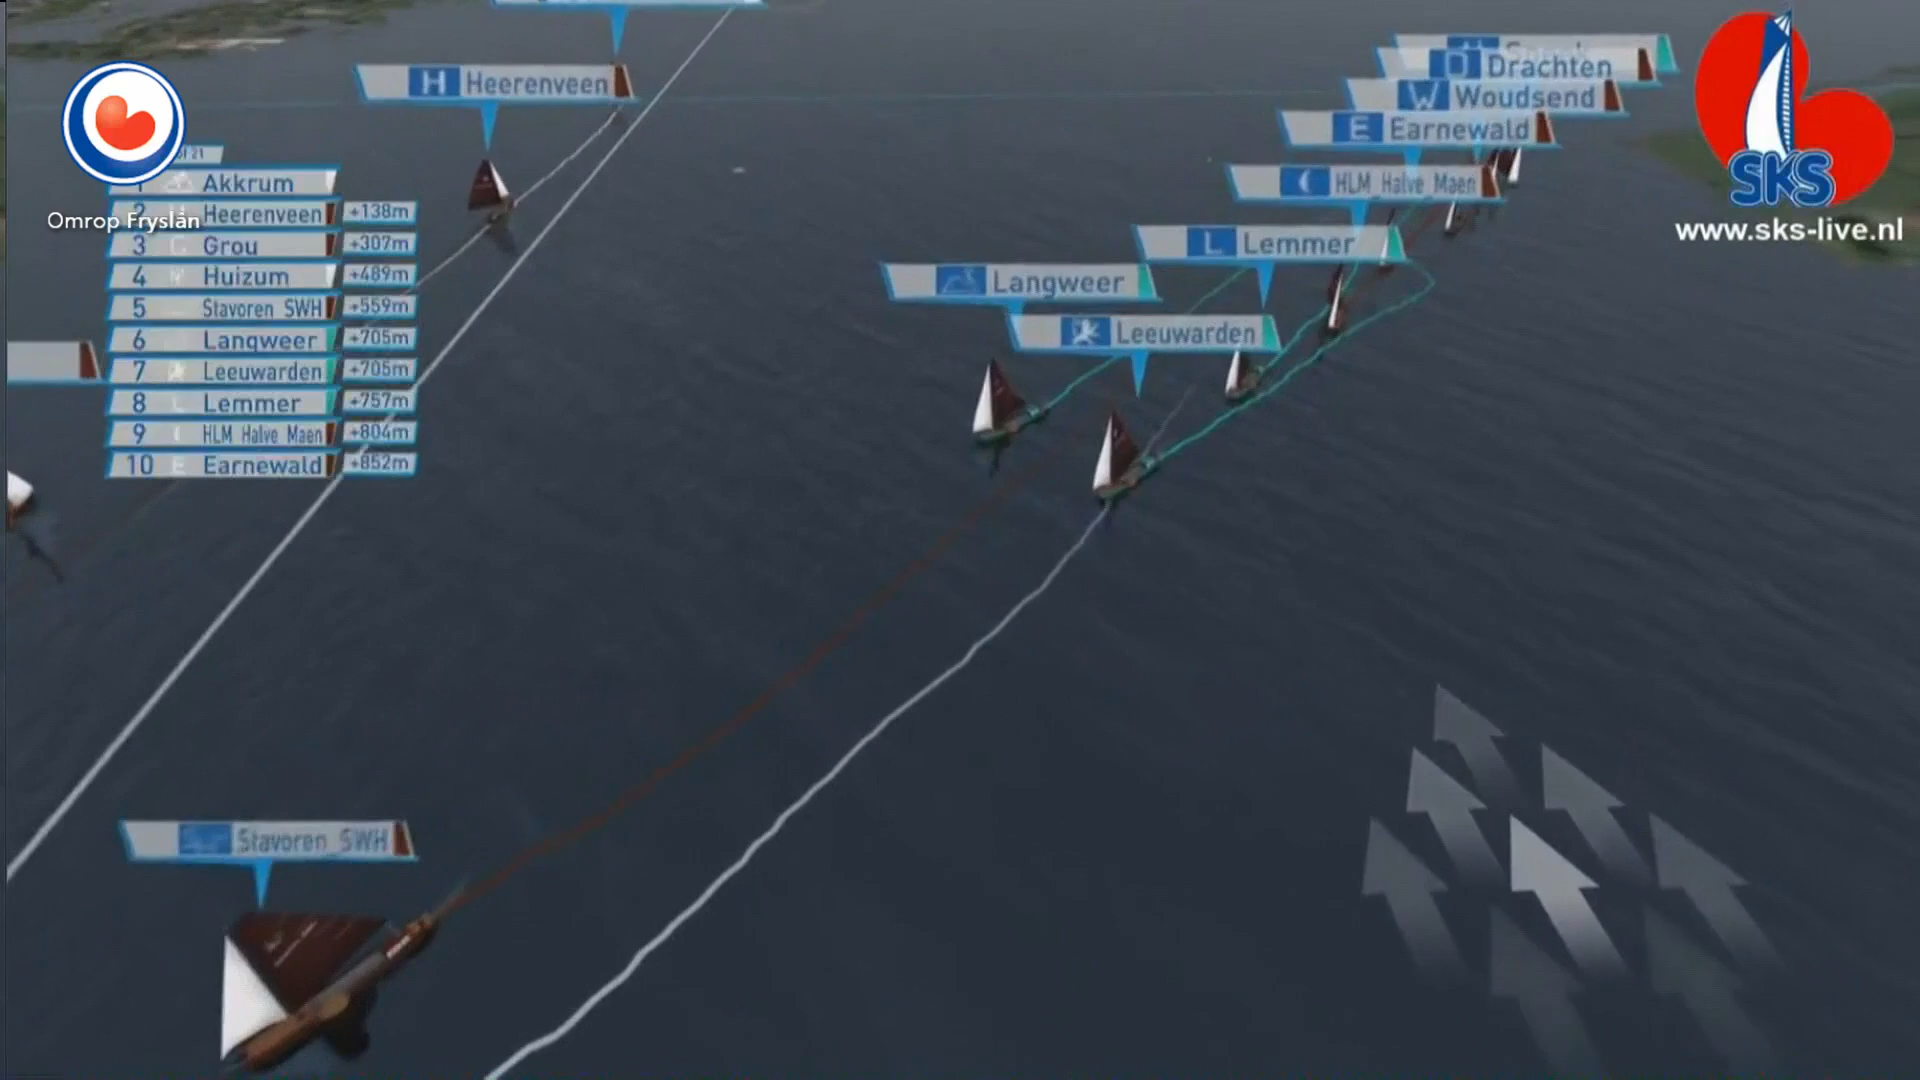 H Heerenveen
D Drachten
W Woudsend
E Earnewald
HLM Halve Maen
L Lemmer
Langweer
Leeuwarden
Stavoren SWH
Omrop Fryslân
SKS
www.sks-live.nl
1 Akkrum
2 Heerenveen +138m
3 Grou +307m
4 Huizum +489m
5 Stavoren SWH +559m
6 Langweer +705m
7 Leeuwarden +705m
8 L Lemmer +757m
9 HLM Halve Maen +804m
10 E Earnewald +852m